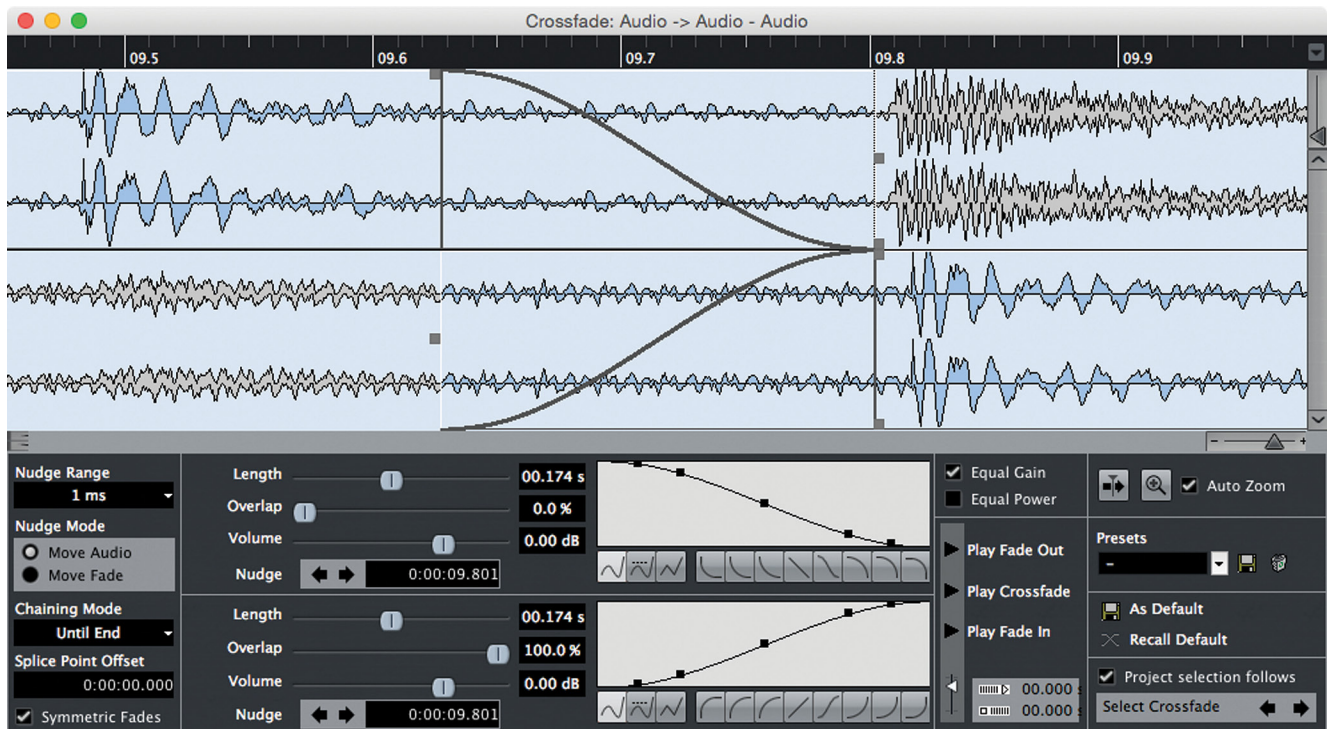 Crossfade: Audio -> Audio - Audio
09.5 09.6 09.7 09.8 09.9
- +
Nudge Range
1 ms
Nudge Mode
Move Audio
Move Fade
Chaining Mode
Until End
Splice Point Offset
0:00:00.000
Symmetric Fades
Length 00.174 s
Overlap 0.0 %
Volume 0.00 dB
Nudge 0:00:09.801
Length 00.174 s
Overlap 100.0 %
Volume 0.00 dB
Nudge 0:00:09.801
Equal Gain
Equal Power
Play Fade Out
Play Crossfade
Play Fade In
00.000 s
00.000 s
Auto Zoom
Presets
-
As Default
Recall Default
Project selection follows
Select Crossfade